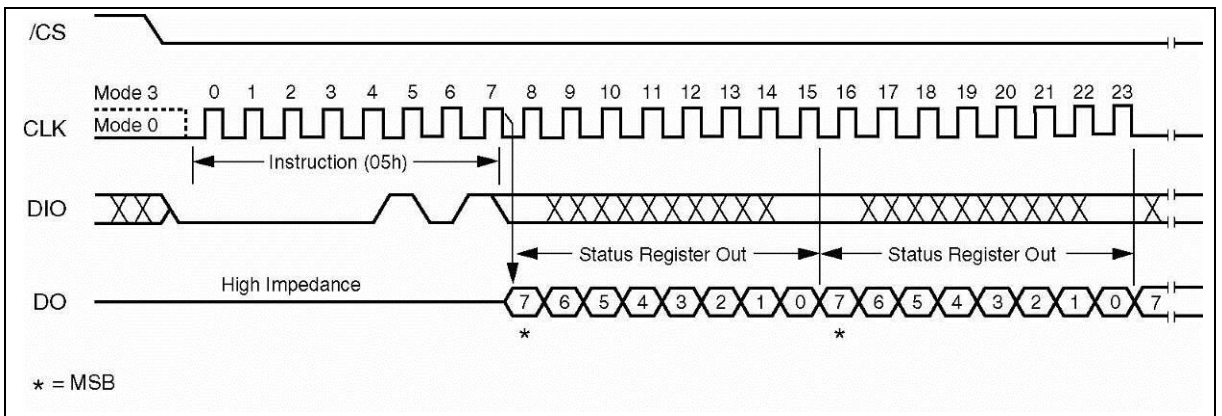 /CS
Mode 3 0 1 2 3 4 5 6 7 8 9 10 11 12 13 14 15 16 17 18 19 20 21 22 23
CLK Mode 0
Instruction (05h)
DIO
Status Register Out Status Register Out
High Impedance
DO 7 6 5 4 3 2 1 0 7 6 5 4 3 2 1 0 7
* *
* = MSB